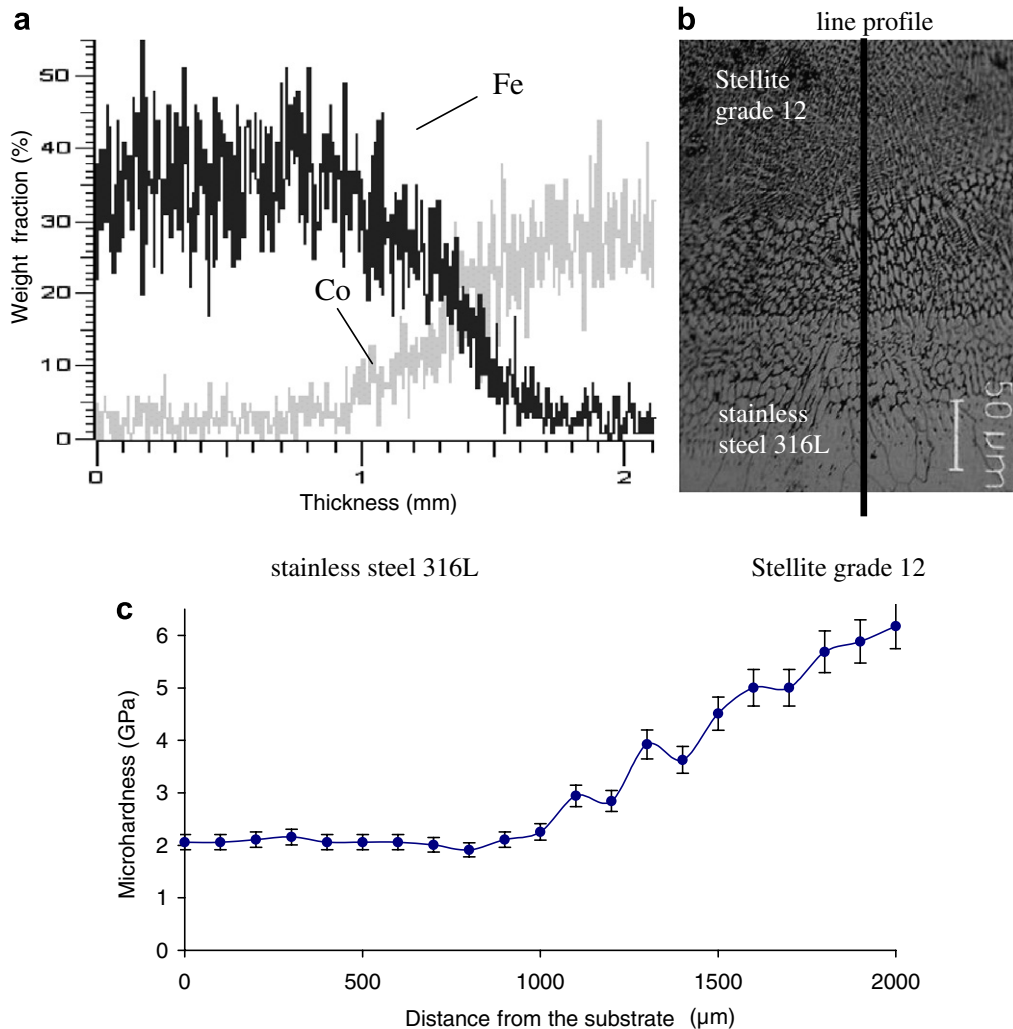 a
Weight fraction (%)
50
40
30
20
10
0
Fe
Co
0
1
2
Thickness (mm)
b
line profile
Stellite
grade 12
stainless
steel 316L
50 µm
stainless steel 316L
Stellite grade 12
c
Microhardness (GPa)
6
5
4
3
2
1
0
0
500
1000
1500
2000
Distance from the substrate (µm)